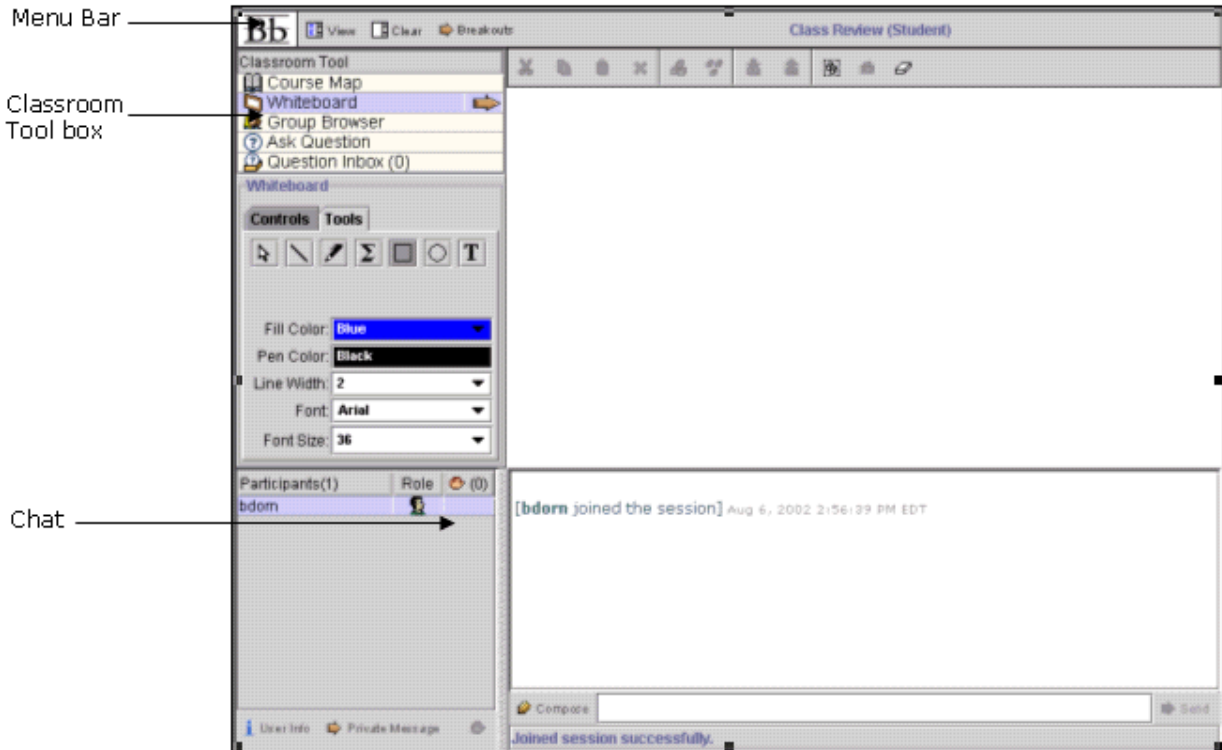 Menu Bar
Bb View Clear Breakouts Class Review (Student)
Classroom Tool
Course Map
Classroom
Tool box
Whiteboard
Group Browser
Ask Question
Question Inbox (0)
Whiteboard
Controls Tools
Σ T
Fill Color: Blue
Pen Color: Black
Line Width: 2
Font: Arial
Font Size: 36
Participants(1) Role (0)
bdorn
Chat
[bdorn joined the session] Aug 6, 2002 2:56:39 PM EDT
User Info Private Message
Compose Send
Joined session successfully.